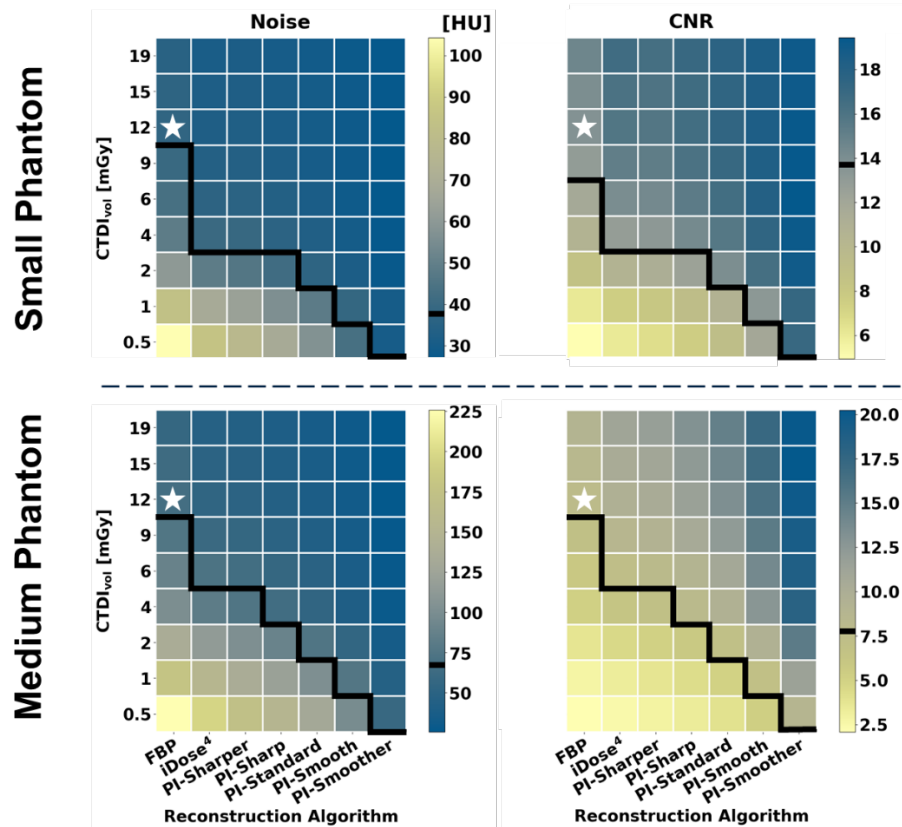 Small Phantom
Noise
[HU]
CNR
CTDIvol [mGy]
19
15
12
9
6
4
2
1
0.5
100
90
80
70
60
50
40
30
18
16
14
12
10
8
6
Medium Phantom
CTDIvol [mGy]
19
15
12
9
6
4
2
1
0.5
225
200
175
150
125
100
75
50
20.0
17.5
15.0
12.5
10.0
7.5
5.0
2.5
FBP
iDose⁴
PI-Sharper
PI-Sharp
PI-Standard
PI-Smooth
PI-Smoother
Reconstruction Algorithm
FBP
iDose⁴
PI-Sharper
PI-Sharp
PI-Standard
PI-Smooth
PI-Smoother
Reconstruction Algorithm